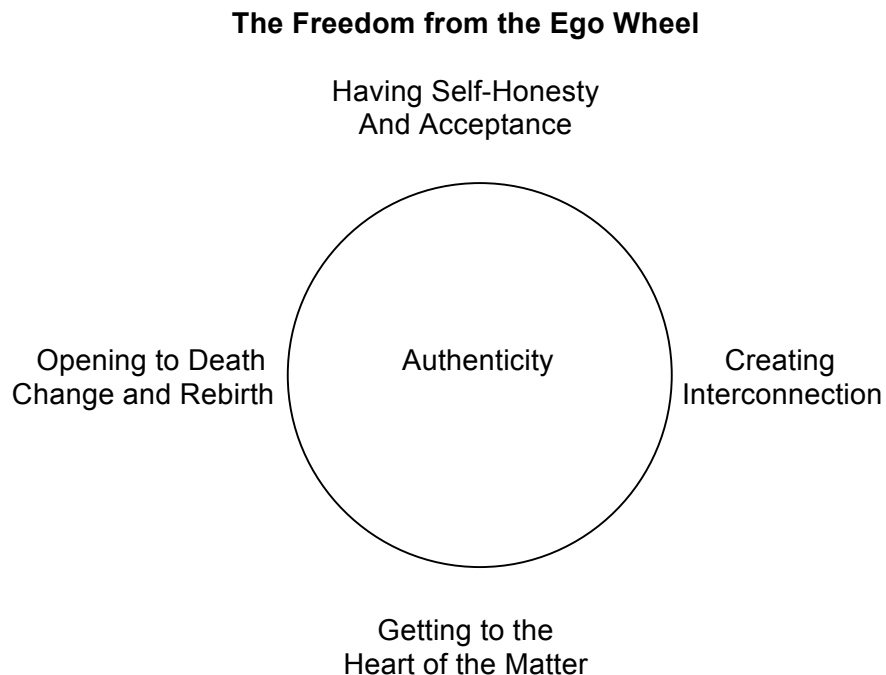 The Freedom from the Ego Wheel
Having Self-Honesty
And Acceptance
Opening to Death
Change and Rebirth
Authenticity
Creating
Interconnection
Getting to the
Heart of the Matter